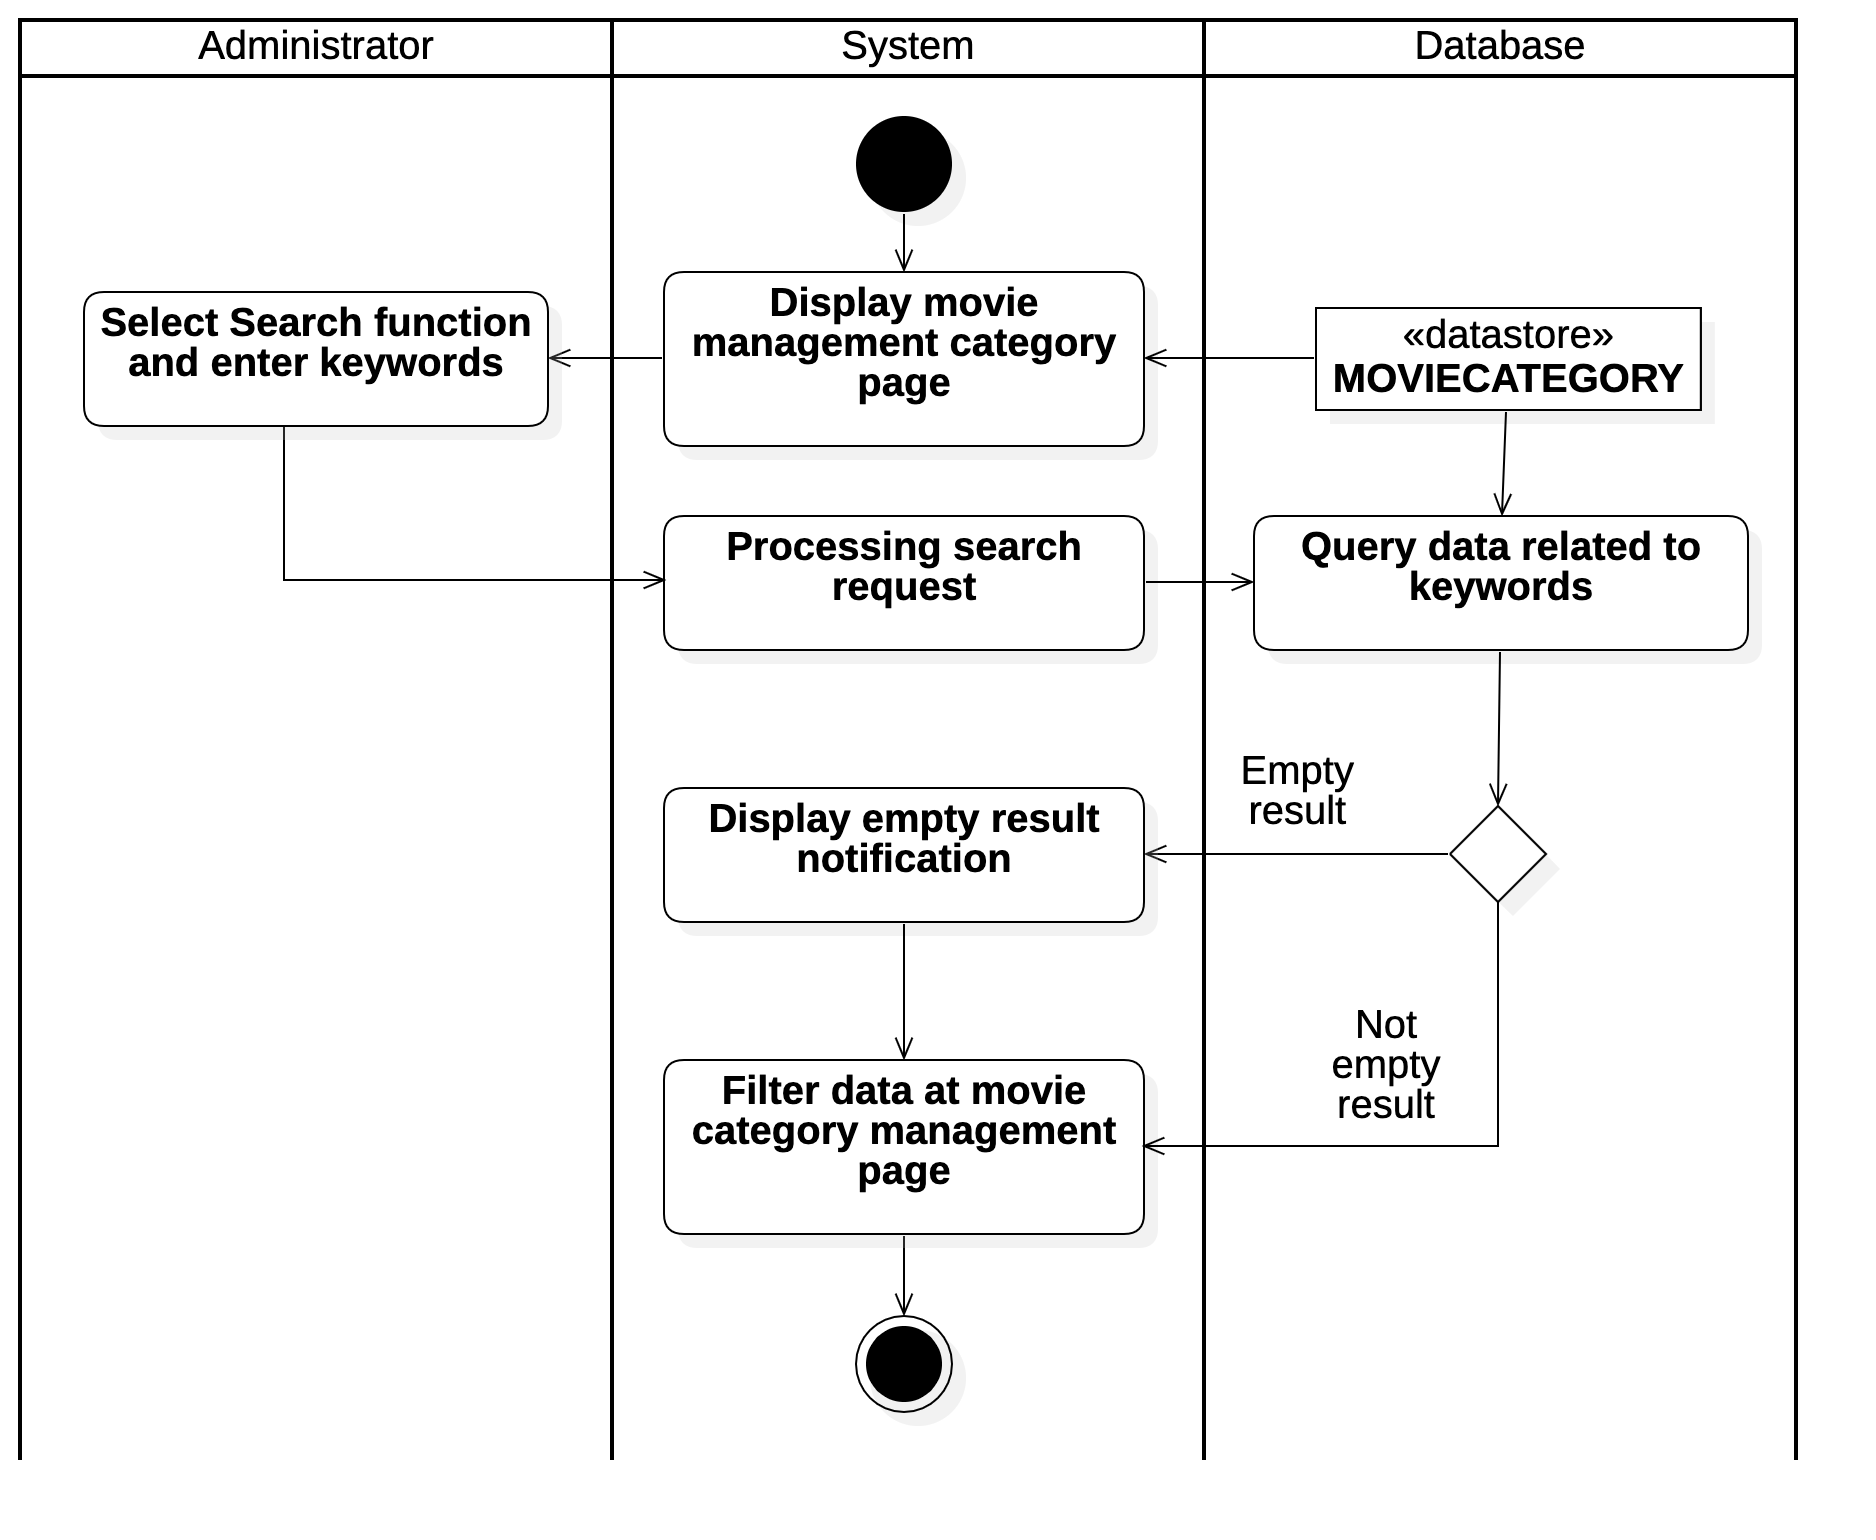 Administrator
System
Database
Select Search function
and enter keywords
Display movie
management category
page
«datastore»
MOVIECATEGORY
Processing search
request
Query data related to
keywords
Empty
result
Display empty result
notification
Not
empty
result
Filter data at movie
category management
page